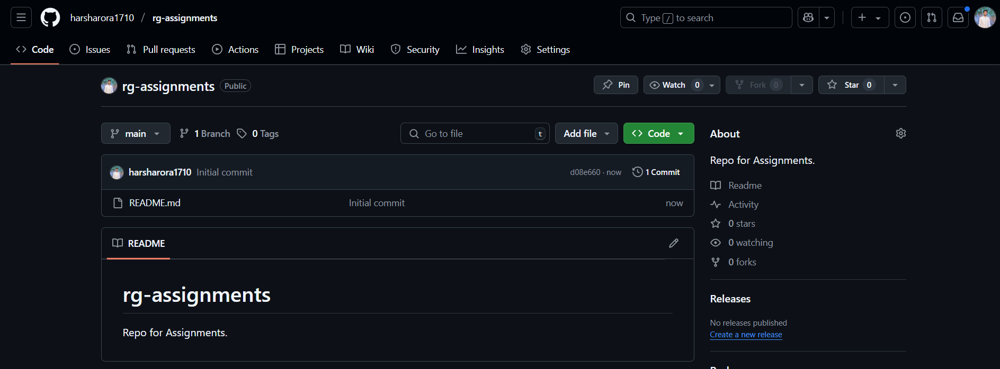 harsharora1710 / rg-assignments
Type / to search
Code Issues Pull requests Actions Projects Wiki Security Insights Settings
rg-assignments Public
Pin Watch 0 Fork 0 Star 0
main 1 Branch 0 Tags
Go to file t Add file Code
harsharora1710 Initial commit d08e660 · now 1 Commit
README.md Initial commit now
README
rg-assignments
Repo for Assignments.
About
Repo for Assignments.
Readme
Activity
0 stars
0 watching
0 forks
Releases
No releases published
Create a new release